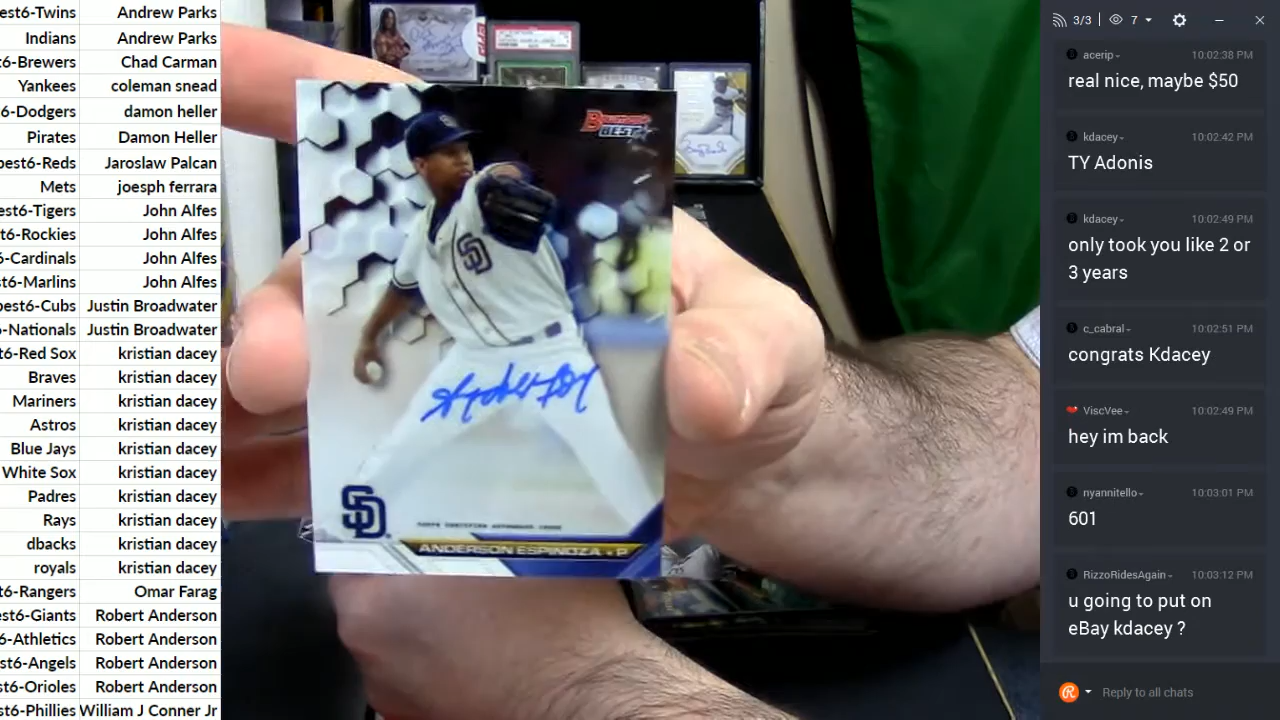 est6-Twins Andrew Parks
Indians Andrew Parks
t6-Brewers Chad Carman
Yankees coleman snead
6-Dodgers damon heller
Pirates Damon Heller
best6-Reds Jaroslaw Palcan
Mets joesph ferrara
est6-Tigers John Alfes
t6-Rockies John Alfes
-Cardinals John Alfes
t6-Marlins John Alfes
best6-Cubs Justin Broadwater
-Nationals Justin Broadwater
t6-Red Sox kristian dacey
Braves kristian dacey
Mariners kristian dacey
Astros kristian dacey
Blue Jays kristian dacey
White Sox kristian dacey
Padres kristian dacey
Rays kristian dacey
dbacks kristian dacey
royals kristian dacey
t6-Rangers Omar Farag
est6-Giants Robert Anderson
6-Athletics Robert Anderson
st6-Angels Robert Anderson
st6-Orioles Robert Anderson
st6-Phillies William J Conner Jr
Bowman's
BEST
SD
SD
TOPPS CERTIFIED AUTOGRAPH ISSUE
ANDERSON ESPINOZA • P
3/3 7
acerip 10:02:38 PM
real nice, maybe $50
kdacey 10:02:42 PM
TY Adonis
kdacey 10:02:49 PM
only took you like 2 or
3 years
c_cabral 10:02:51 PM
congrats Kdacey
ViscVee 10:02:49 PM
hey im back
nyannitello 10:03:01 PM
601
RizzoRidesAgain 10:03:12 PM
u going to put on
eBay kdacey ?
Reply to all chats